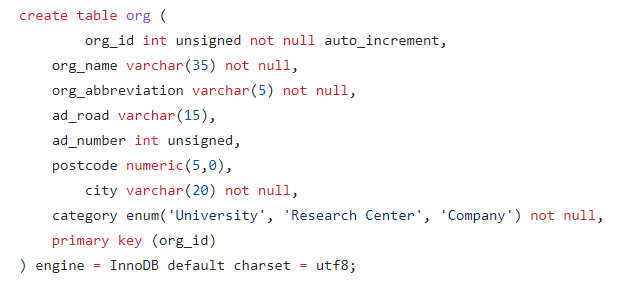 create table org (
        org_id int unsigned not null auto_increment,
    org_name varchar(35) not null,
    org_abbreviation varchar(5) not null,
    ad_road varchar(15),
    ad_number int unsigned,
    postcode numeric(5,0),
        city varchar(20) not null,
    category enum('University', 'Research Center', 'Company') not null,
    primary key (org_id)
) engine = InnoDB default charset = utf8;